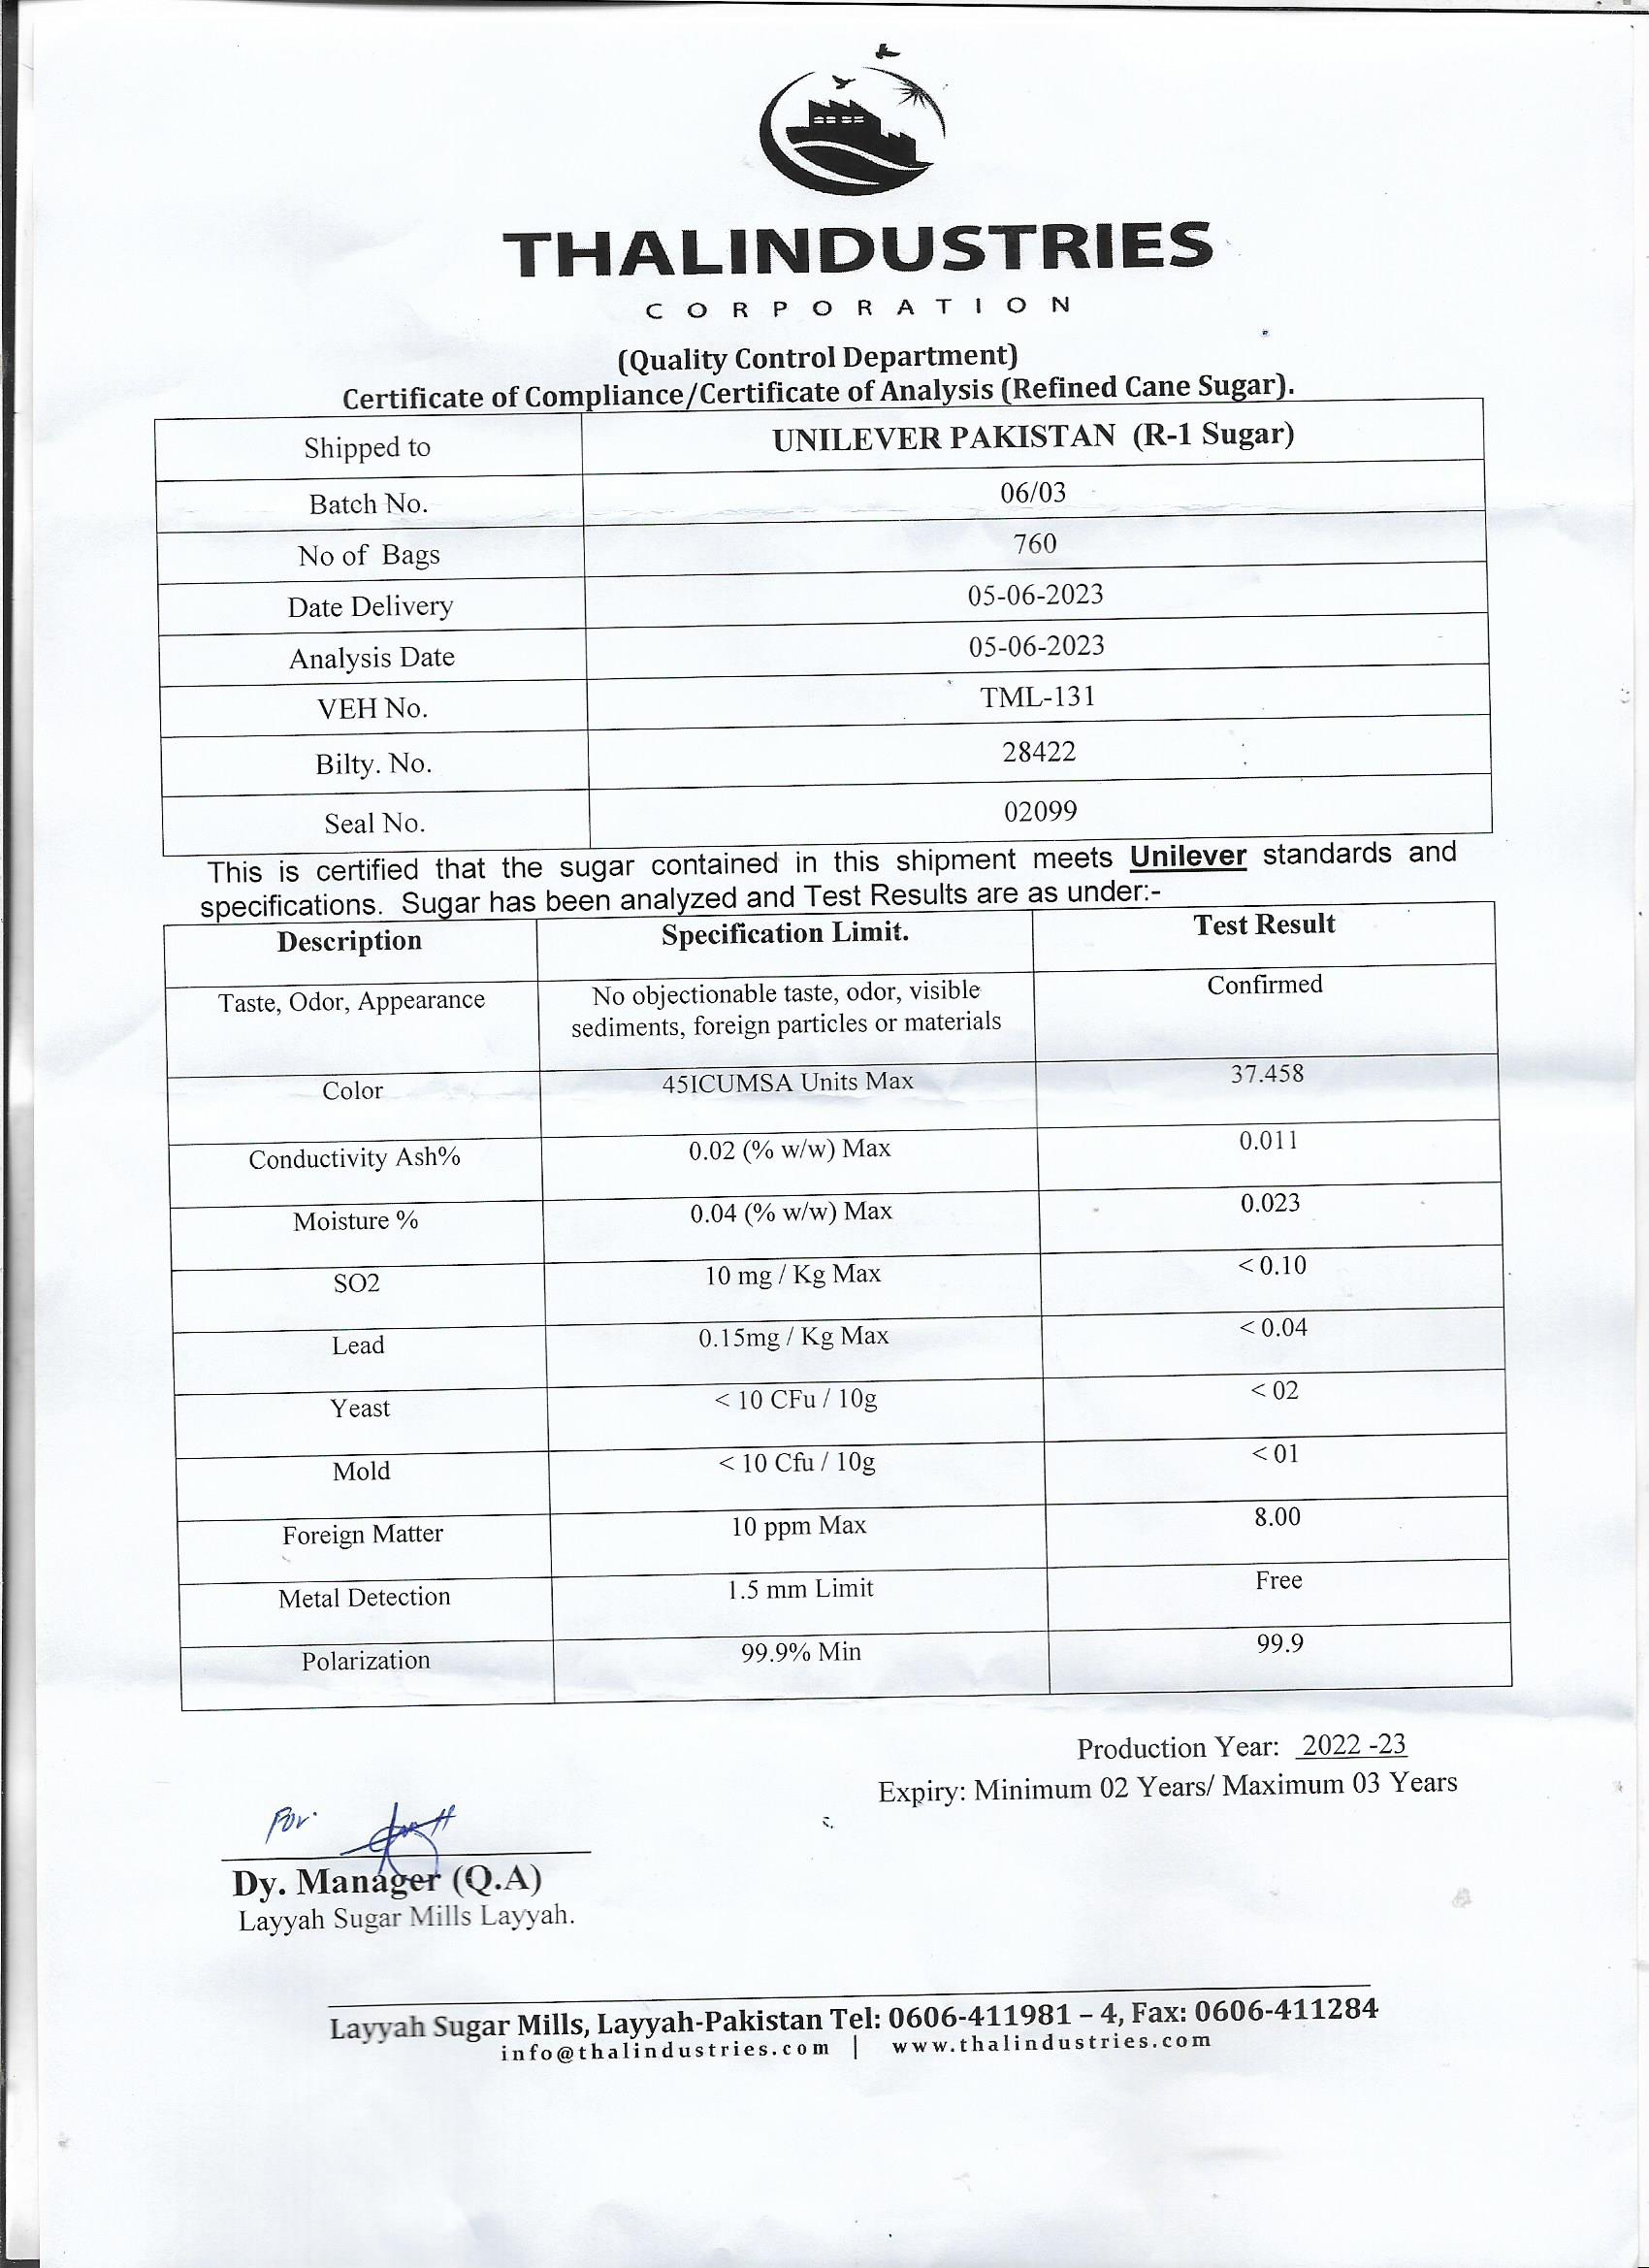 THALINDUSTRIES
CORPORATION
(Quality Control Department)
Certificate of Compliance/Certificate of Analysis (Refined Cane Sugar).
Shipped to UNILEVER PAKISTAN (R-1 Sugar)
Batch No. 06/03
No of Bags 760
Date Delivery 05-06-2023
Analysis Date 05-06-2023
VEH No. TML-131
Bilty. No. 28422
Seal No. 02099
This is certified that the sugar contained in this shipment meets Unilever standards and
specifications. Sugar has been analyzed and Test Results are as under:-
Description Specification Limit. Test Result
Taste, Odor, Appearance No objectionable taste, odor, visible Confirmed
sediments, foreign particles or materials
Color 45ICUMSA Units Max 37.458
Conductivity Ash% 0.02 (% w/w) Max 0.011
Moisture % 0.04 (% w/w) Max 0.023
SO2 10 mg / Kg Max < 0.10
Lead 0.15mg / Kg Max < 0.04
Yeast < 10 CFu / 10g < 02
Mold < 10 Cfu / 10g < 01
Foreign Matter 10 ppm Max 8.00
Metal Detection 1.5 mm Limit Free
Polarization 99.9% Min 99.9
Production Year: 2022 -23
Expiry: Minimum 02 Years/ Maximum 03 Years
For
Dy. Manager (Q.A)
Layyah Sugar Mills Layyah.
Layyah Sugar Mills, Layyah-Pakistan Tel: 0606-411981 – 4, Fax: 0606-411284
info@thalindustries.com | www.thalindustries.com